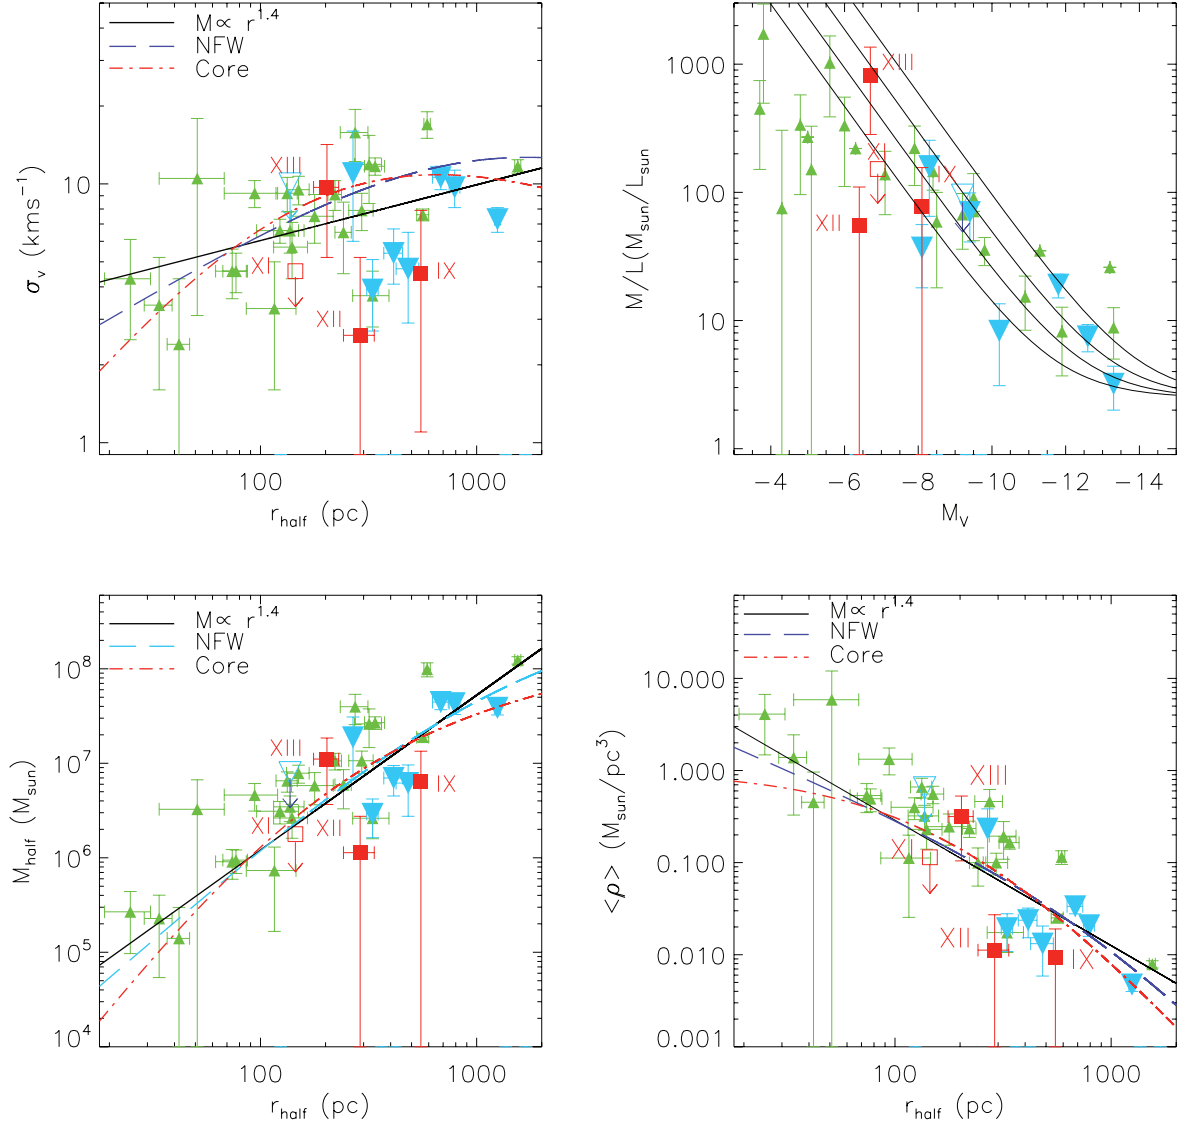 M∝ r^1.4
NFW
Core
10
1
σ_v (kms^−1)
XIII
XI
XII
IX
100
1000
r_half (pc)
1000
100
10
1
M/L(M_sun/L_sun)
XIII
XI
IX
XII
−4
−6
−8
−10
−12
−14
M_V
M∝ r^1.4
NFW
Core
10^8
10^7
10^6
10^5
10^4
M_half (M_sun)
XIII
XI
XII
IX
100
1000
r_half (pc)
M∝ r^1.4
NFW
Core
10.000
1.000
0.100
0.010
0.001
<ρ> (M_sun/pc^3)
XIII
XI
XII
IX
100
1000
r_half (pc)